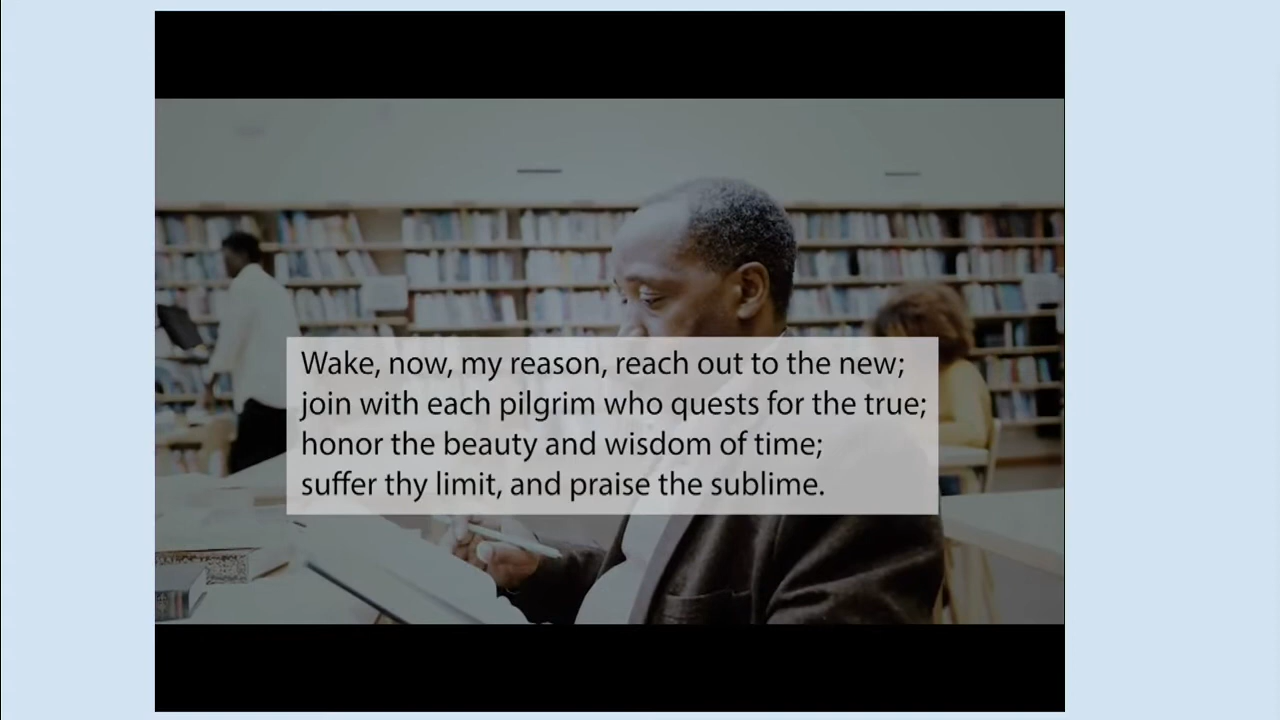 Wake, now, my reason, reach out to the new;
join with each pilgrim who quests for the true;
honor the beauty and wisdom of time;
suffer thy limit, and praise the sublime.